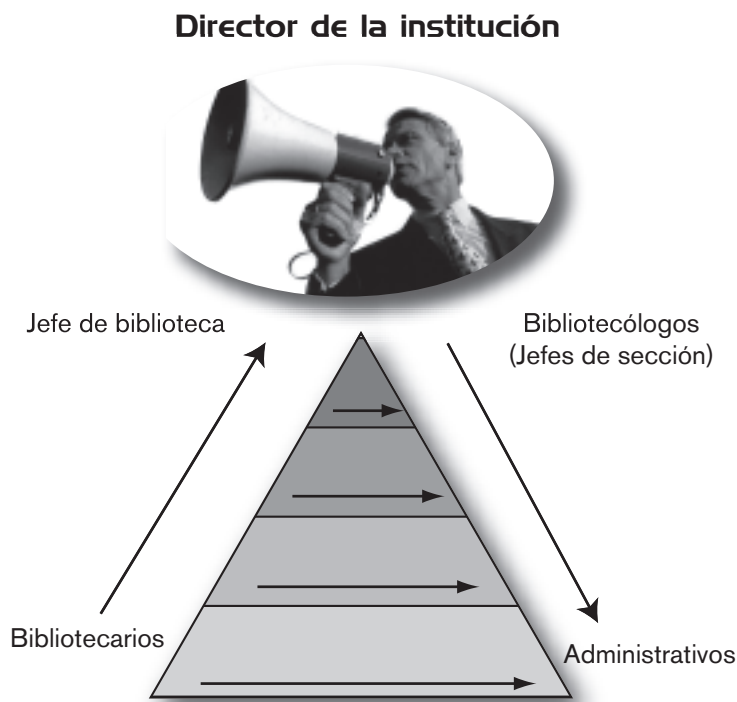 Director de la institución
Jefe de biblioteca
Bibliotecólogos
(Jefes de sección)
Bibliotecarios
Administrativos